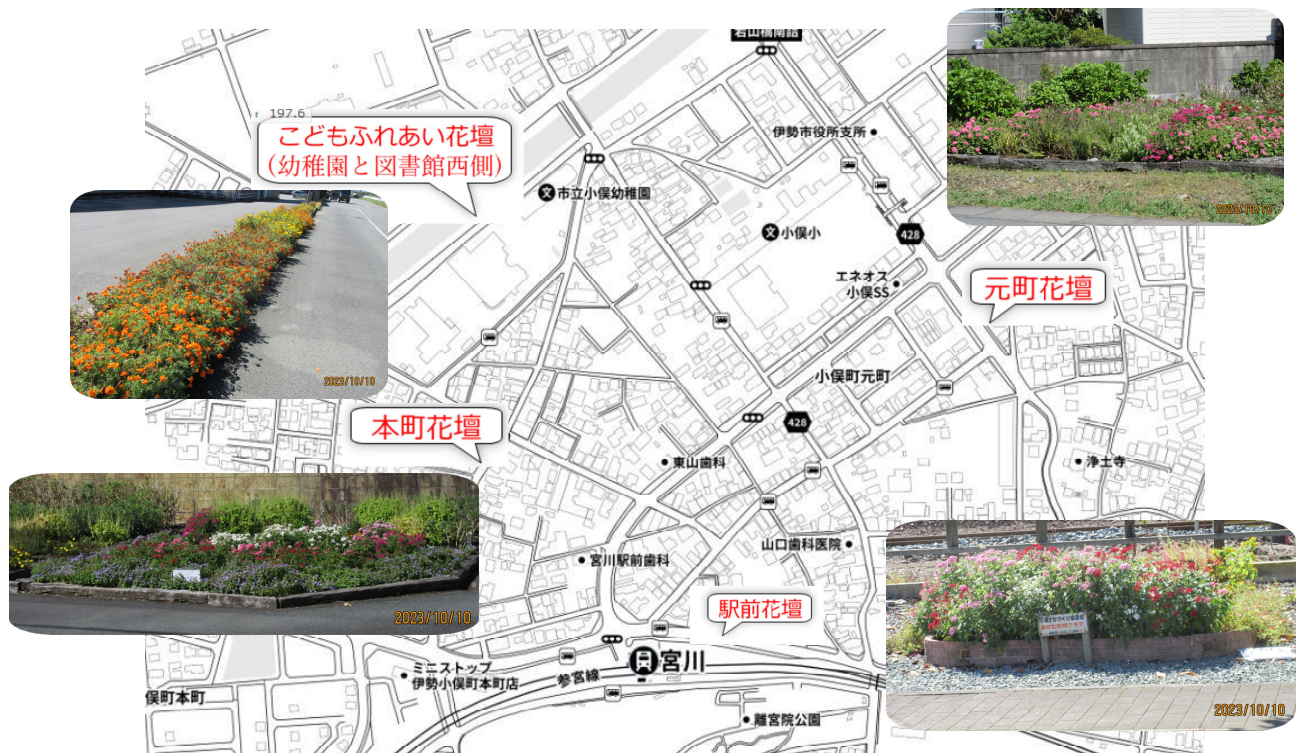 岩山橋南詰
197.6
こどもふれあい花壇
(幼稚園と図書館西側)
伊勢市役所支所
文 市立小俣幼稚園
文 小俣小
428
2023/10/10
エネオス
小俣SS
元町花壇
小俣町元町
2023/10/10
本町花壇
428
東山歯科
浄土寺
山口歯科医院
宮川駅前歯科
駅前花壇
2023/10/10
宮川
ミニストップ
伊勢小俣町本町店
参宮線
俣町本町
離宮院公園
2023/10/10